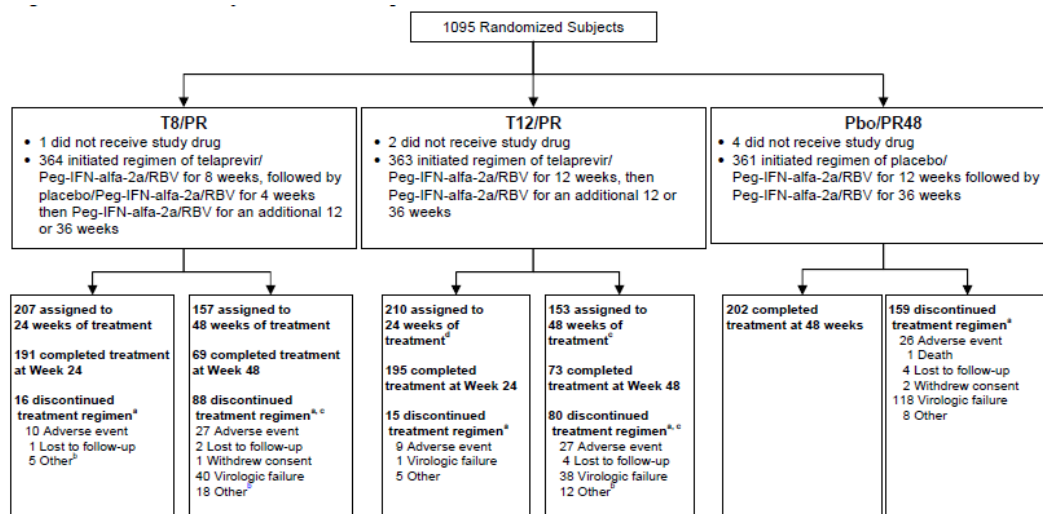 1095 Randomized Subjects
T8/PR
• 1 did not receive study drug
• 364 initiated regimen of telaprevir/
Peg-IFN-alfa-2a/RBV for 8 weeks, followed by
placebo/Peg-IFN-alfa-2a/RBV for 4 weeks
then Peg-IFN-alfa-2a/RBV for an additional 12
or 36 weeks
T12/PR
• 2 did not receive study drug
• 363 initiated regimen of telaprevir/
Peg-IFN-alfa-2a/RBV for 12 weeks, then
Peg-IFN-alfa-2a/RBV for an additional 12 or
36 weeks
Pbo/PR48
• 4 did not receive study drug
• 361 initiated regimen of placebo/
Peg-IFN-alfa-2a/RBV for 12 weeks followed by
Peg-IFN-alfa-2a/RBV for 36 weeks
207 assigned to
24 weeks of treatment
191 completed treatment
at Week 24
16 discontinued
treatment regimen^a
10 Adverse event
1 Lost to follow-up
5 Other^b
157 assigned to
48 weeks of treatment
69 completed treatment
at Week 48
88 discontinued
treatment regimen^a, c
27 Adverse event
2 Lost to follow-up
1 Withdrew consent
40 Virologic failure
18 Other
210 assigned to
24 weeks of
treatment^d
195 completed
treatment at Week 24
15 discontinued
treatment regimen^a
9 Adverse event
1 Virologic failure
5 Other
153 assigned to
48 weeks of
treatment^c
73 completed
treatment at Week 48
80 discontinued
treatment regimen^a, c
27 Adverse event
4 Lost to follow-up
38 Virologic failure
12 Other^b
202 completed
treatment at 48 weeks
159 discontinued
treatment regimen^a
26 Adverse event
1 Death
4 Lost to follow-up
2 Withdrew consent
118 Virologic failure
8 Other